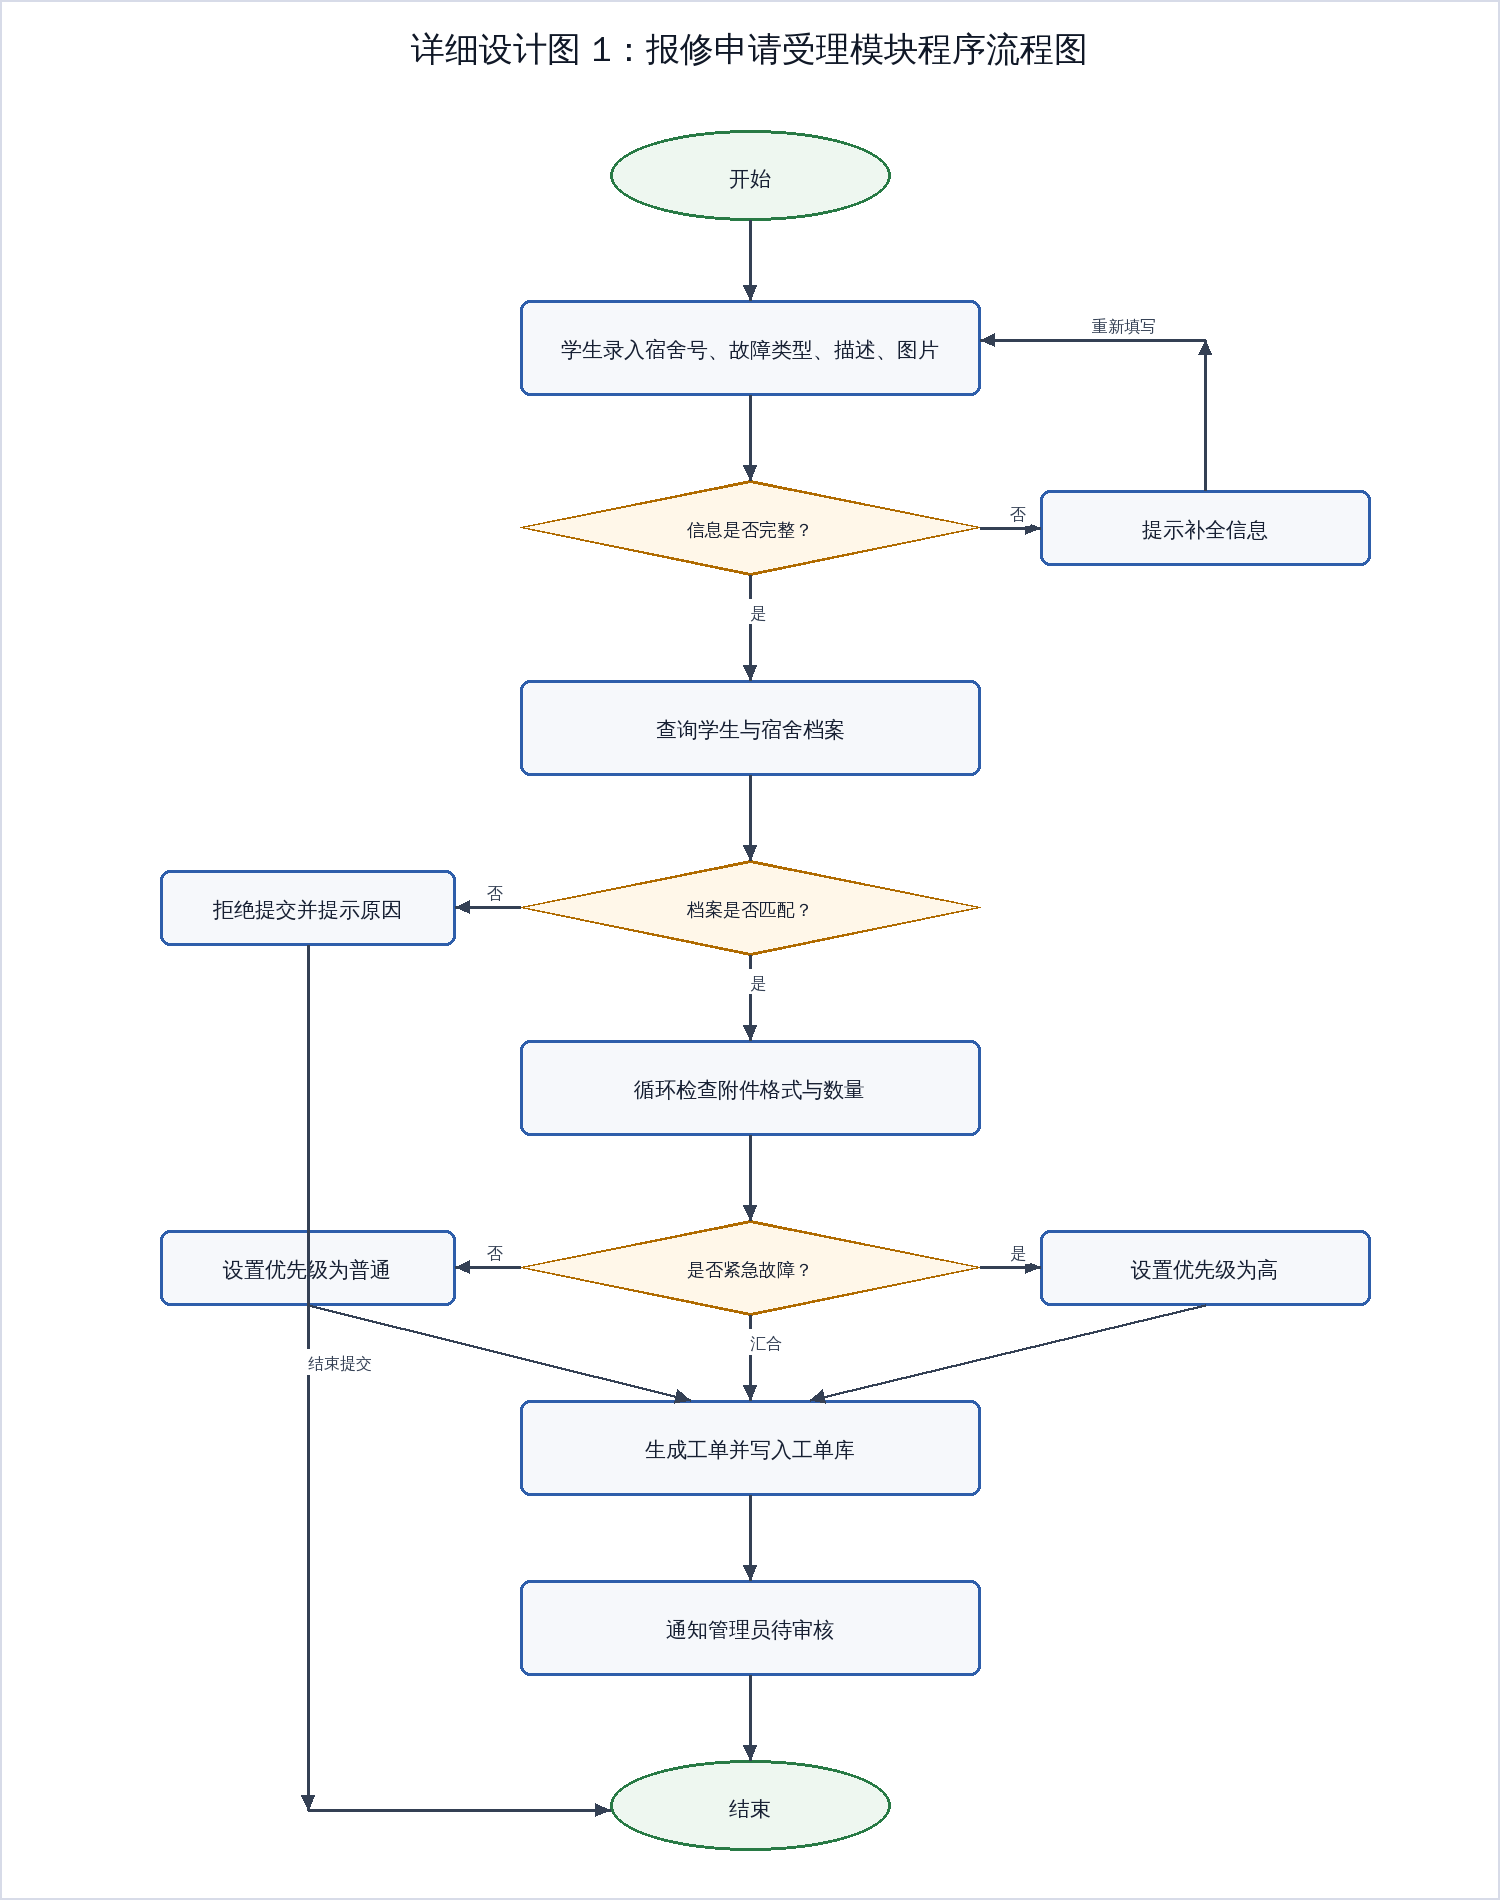 详细设计图 1：报修申请受理模块程序流程图
开始
学生录入宿舍号、故障类型、描述、图片
重新填写
信息是否完整？
否
提示补全信息
是
查询学生与宿舍档案
拒绝提交并提示原因
否
档案是否匹配？
是
循环检查附件格式与数量
设置优先级为普通
否
是否紧急故障？
是
设置优先级为高
汇合
结束提交
生成工单并写入工单库
通知管理员待审核
结束